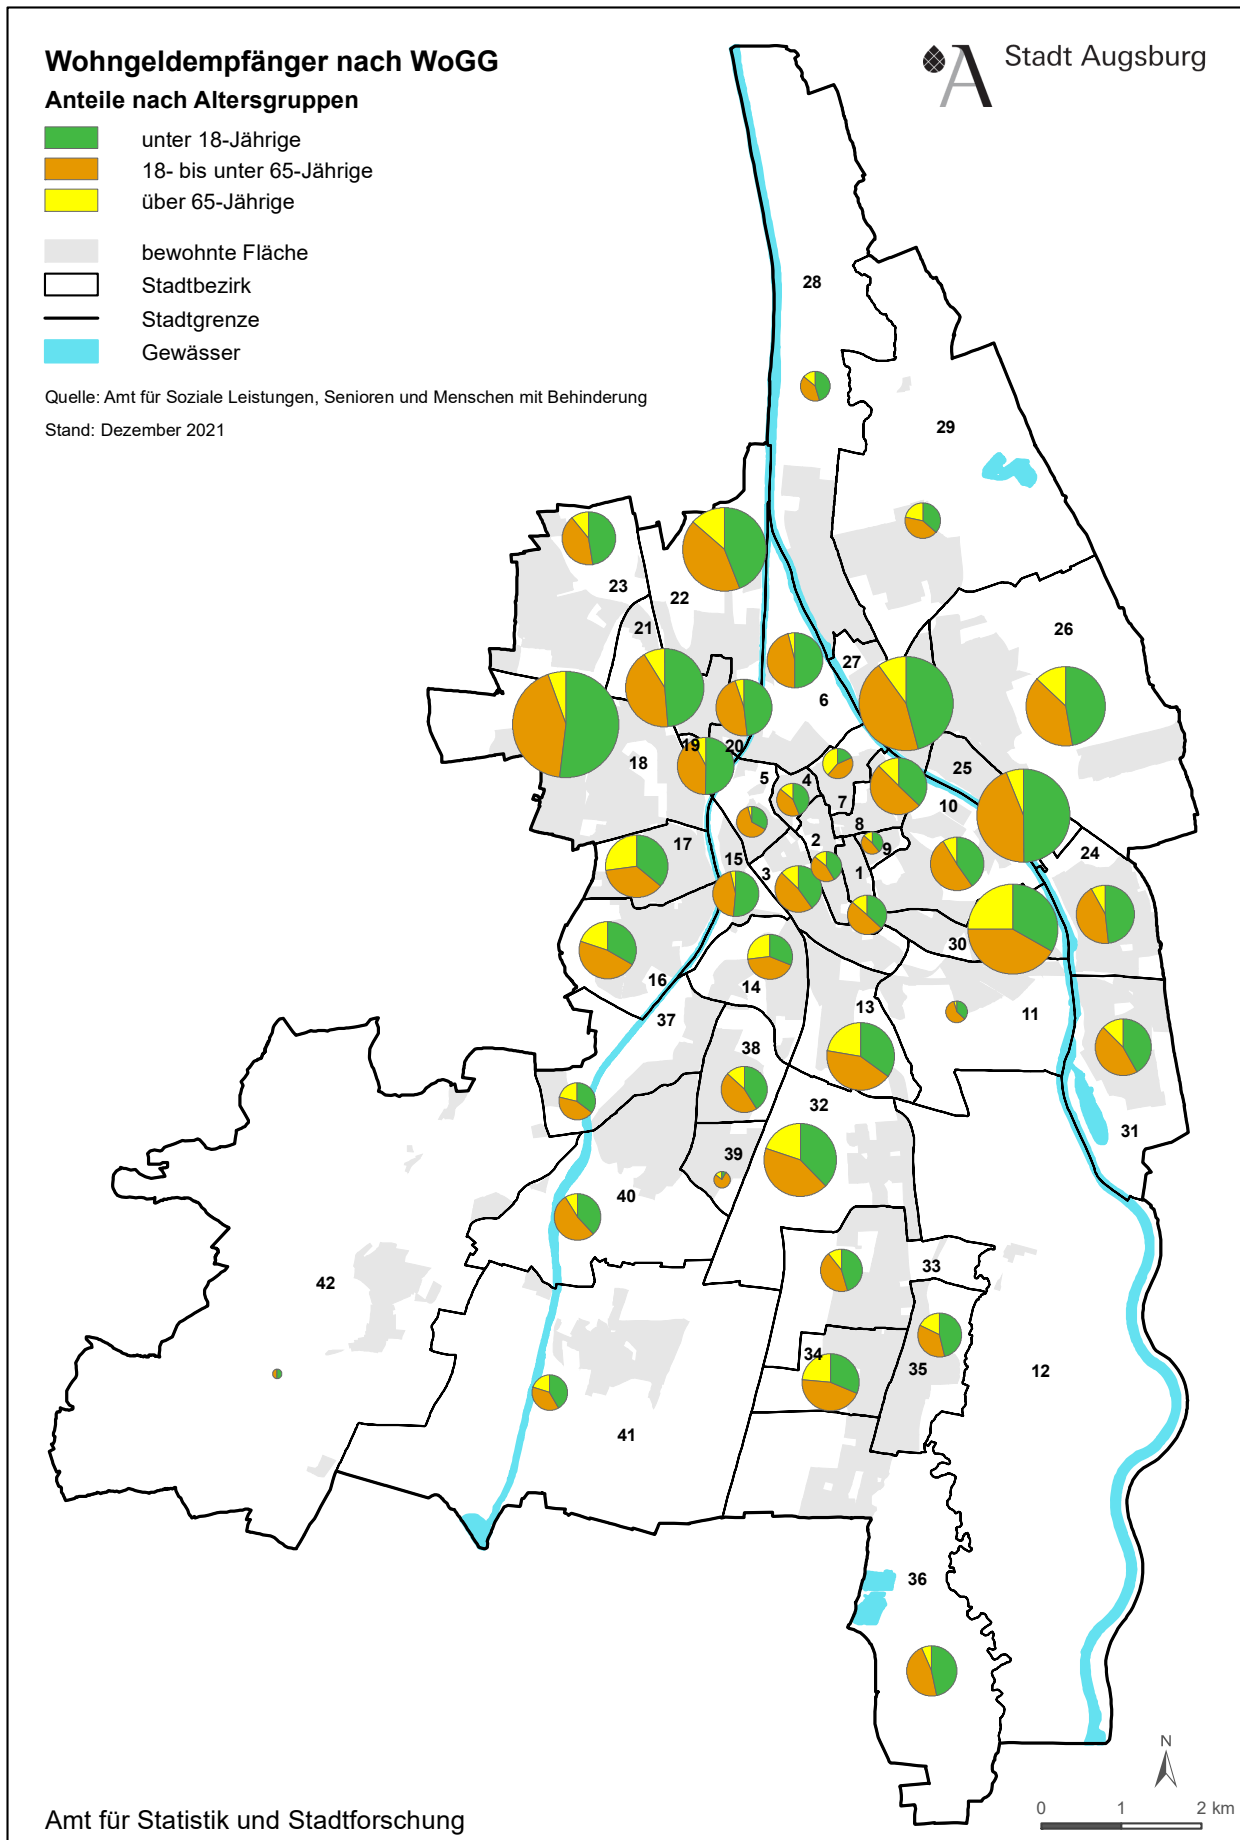 Wohngeldempfänger nach WoGG
Anteile nach Altersgruppen
unter 18-Jährige
18- bis unter 65-Jährige
über 65-Jährige
bewohnte Fläche
Stadtbezirk
Stadtgrenze
Gewässer
Quelle: Amt für Soziale Leistungen, Senioren und Menschen mit Behinderung
Stand: Dezember 2021
A Stadt Augsburg
28
29
23
22
21
26
27
6
19
20
18
5
4
7
25
10
8
2
9
24
17
15
3
1
30
16
14
13
11
37
38
32
31
39
40
33
42
34
35
12
41
36
N
0 1 2 km
Amt für Statistik und Stadtforschung